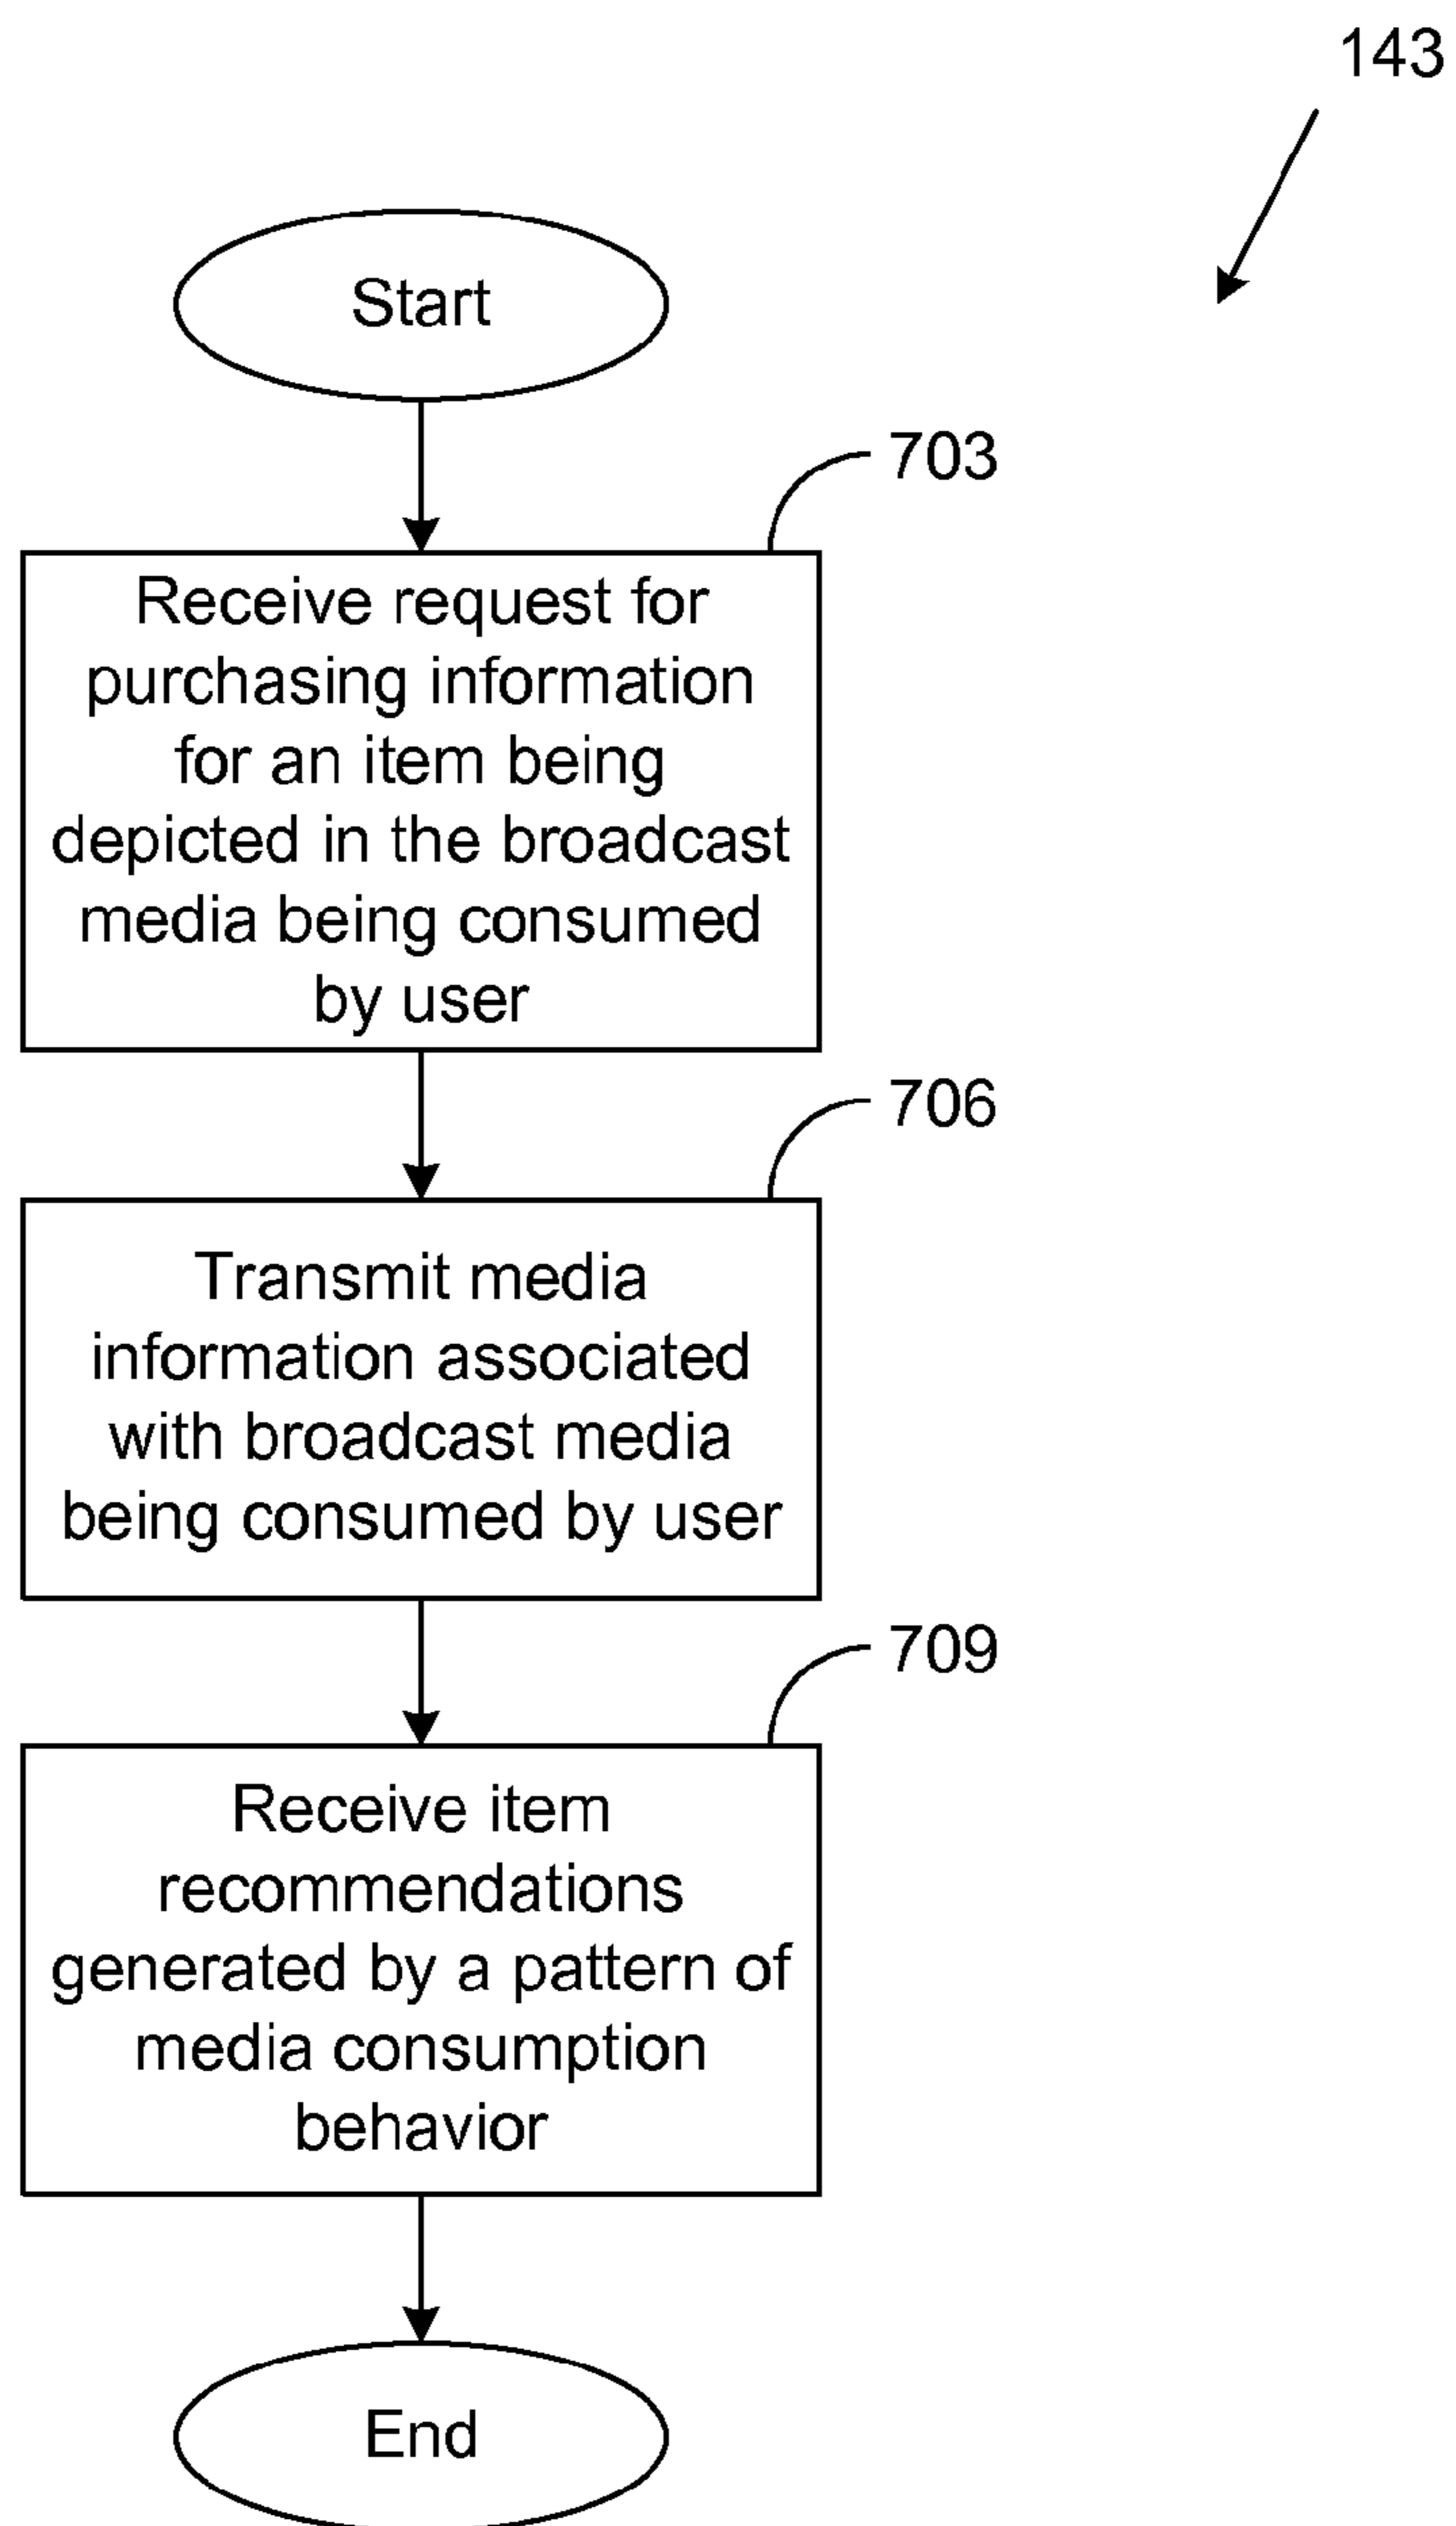 143
Start
703
Receive request for
purchasing information
for an item being
depicted in the broadcast
media being consumed
by user
706
Transmit media
information associated
with broadcast media
being consumed by user
709
Receive item
recommendations
generated by a pattern of
media consumption
behavior
End